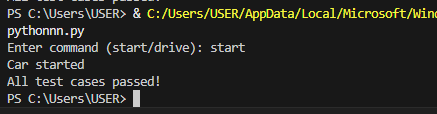 PS C:\Users\USER> & C:/Users/USER/AppData/Local/Microsoft/Win
pythonnn.py
Enter command (start/drive): start
Car started
All test cases passed!
PS C:\Users\USER>